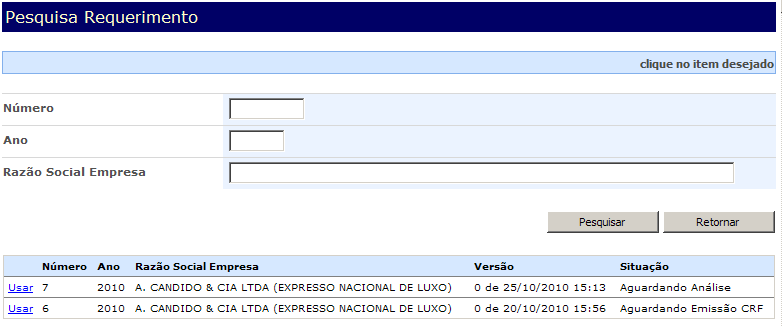 Pesquisa Requerimento
clique no item desejado
Número
Ano
Razão Social Empresa
Pesquisar Retornar
Número Ano Razão Social Empresa Versão Situação
Usar 7 2010 A. CANDIDO & CIA LTDA (EXPRESSO NACIONAL DE LUXO) 0 de 25/10/2010 15:13 Aguardando Análise
Usar 6 2010 A. CANDIDO & CIA LTDA (EXPRESSO NACIONAL DE LUXO) 0 de 20/10/2010 15:56 Aguardando Emissão CRF